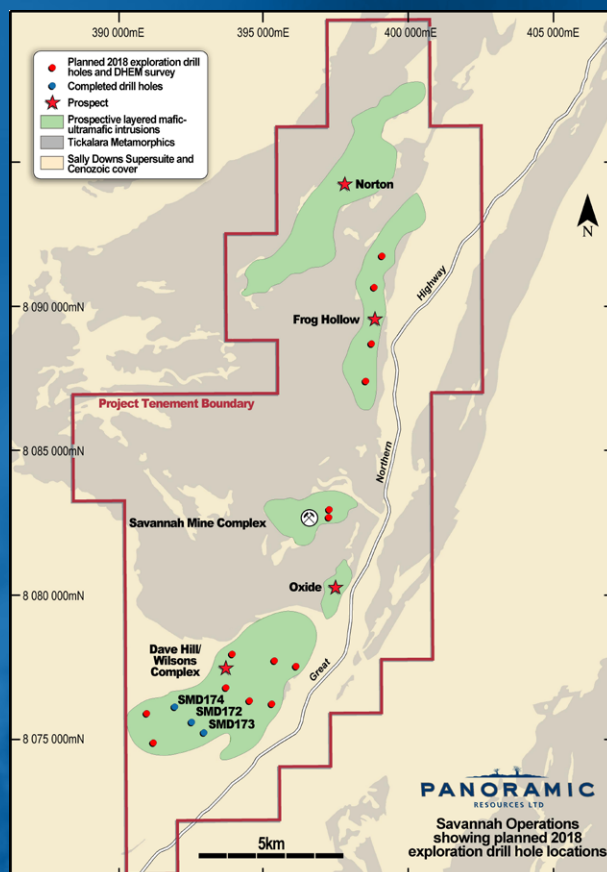 390 000mE
395 000mE
400 000mE
405 000mE
Planned 2018 exploration drill
holes and DHEM survey
Completed drill holes
Prospect
Prospective layered mafic-
ultramafic intrusions
Tickalara Metamorphics
Sally Downs Supersuite and
Cenozoic cover
Norton
N
Highway
8 090 000mN
Frog Hollow
Project Tenement Boundary
8 085 000mN
Northern
Savannah Mine Complex
Oxide
8 080 000mN
Dave Hill/
Wilsons
Complex
Great
SMD174
SMD172
SMD173
8 075 000mN
PANORAMIC
RESOURCES LTD
Savannah Operations
showing planned 2018
exploration drill hole locations
5km